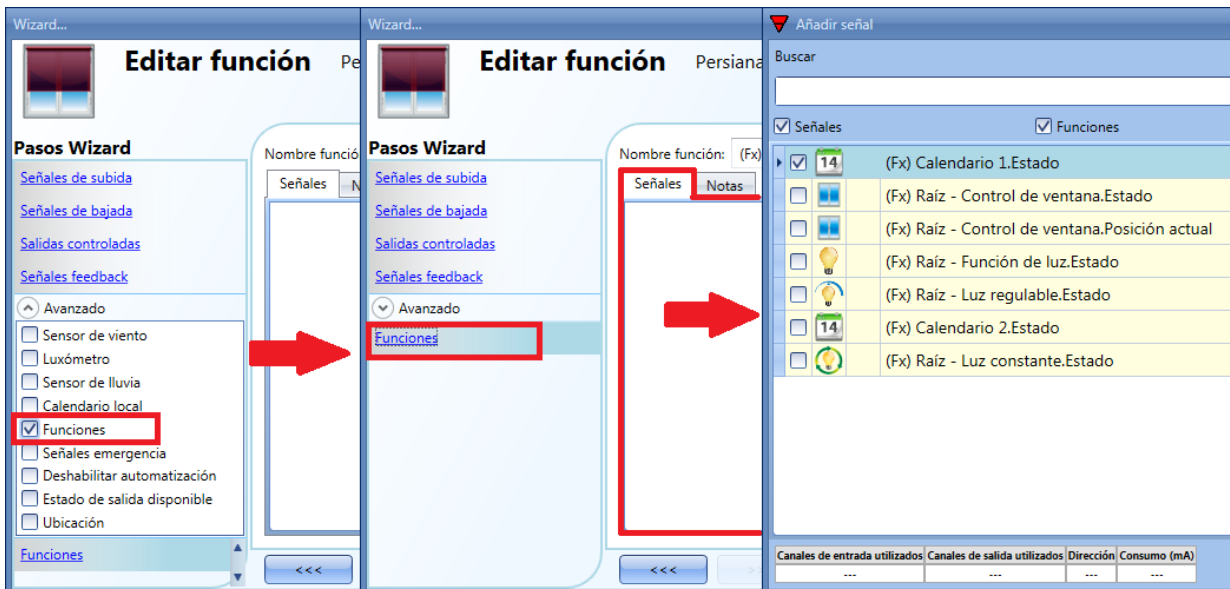 Wizard...
Editar función Pe
Pasos Wizard
Señales de subida
Señales de bajada
Salidas controladas
Señales feedback
Avanzado
Sensor de viento
Luxómetro
Sensor de lluvia
Calendario local
Funciones
Señales emergencia
Deshabilitar automatización
Estado de salida disponible
Ubicación
Funciones
Nombre funció
Señales N
<<<
Wizard...
Editar función Persiana
Pasos Wizard
Señales de subida
Señales de bajada
Salidas controladas
Señales feedback
Avanzado
Funciones
Nombre función: (Fx)
Señales Notas
<<< >>
Añadir señal
Buscar
Señales Funciones
14 (Fx) Calendario 1.Estado
(Fx) Raíz - Control de ventana.Estado
(Fx) Raíz - Control de ventana.Posición actual
(Fx) Raíz - Función de luz.Estado
(Fx) Raíz - Luz regulable.Estado
14 (Fx) Calendario 2.Estado
(Fx) Raíz - Luz constante.Estado
Canales de entrada utilizados Canales de salida utilizados Dirección Consumo (mA)
--- --- --- ---